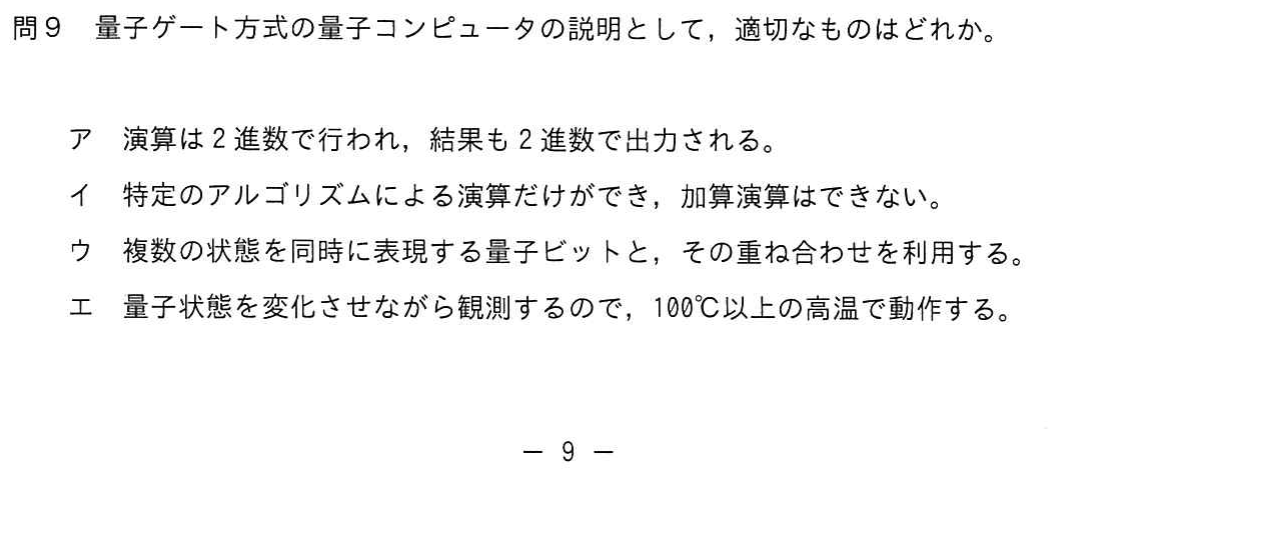 問９　量子ゲート方式の量子コンピュータの説明として，適切なものはどれか。
ア　演算は２進数で行われ，結果も２進数で出力される。
イ　特定のアルゴリズムによる演算だけができ，加算演算はできない。
ウ　複数の状態を同時に表現する量子ビットと，その重ね合わせを利用する。
エ　量子状態を変化させながら観測するので，100℃以上の高温で動作する。
－ 9 －